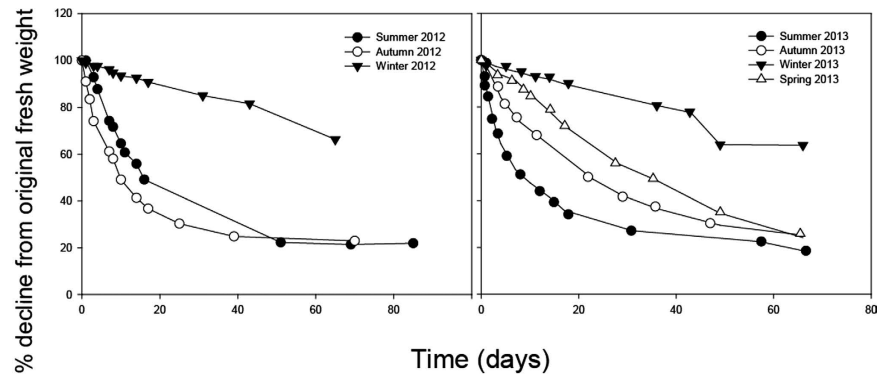 % decline from original fresh weight
120
100
80
60
40
20
0
0
20
40
60
80
Summer 2012
Autumn 2012
Winter 2012
0
20
40
60
80
Summer 2013
Autumn 2013
Winter 2013
Spring 2013
Time (days)